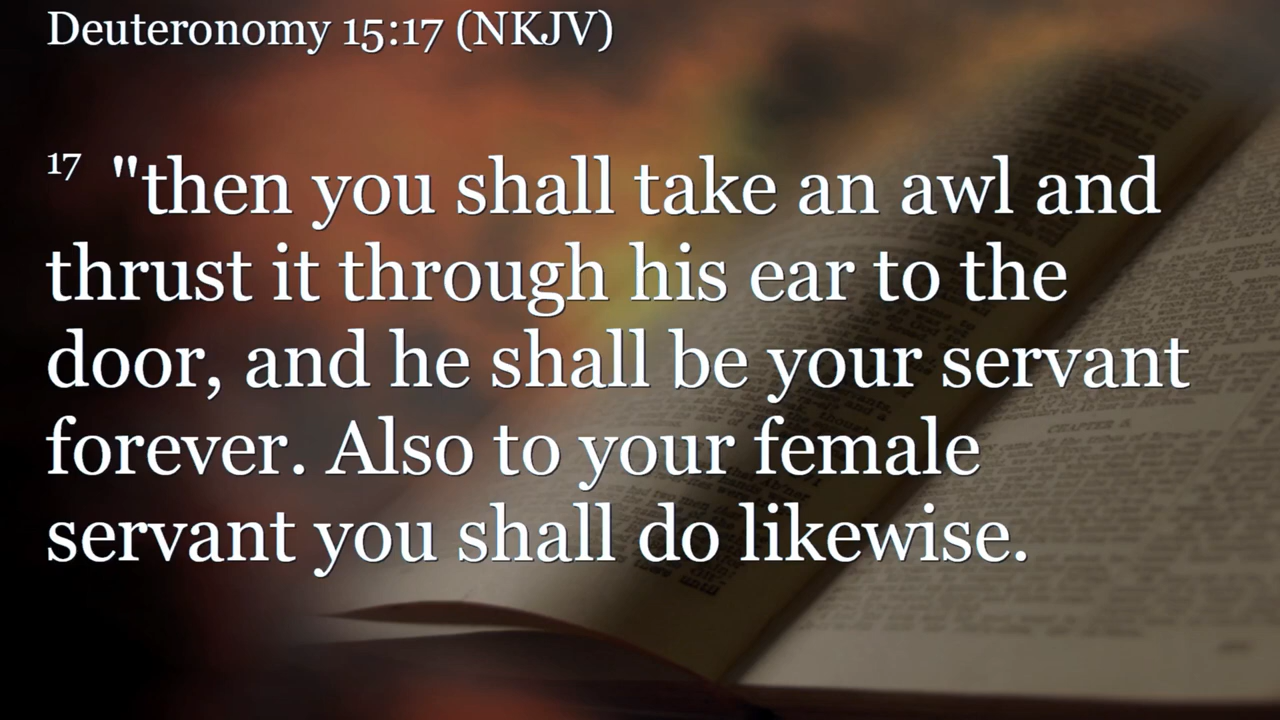 Deuteronomy 15:17 (NKJV)
17 "then you shall take an awl and
thrust it through his ear to the
door, and he shall be your servant
forever. Also to your female
servant you shall do likewise.